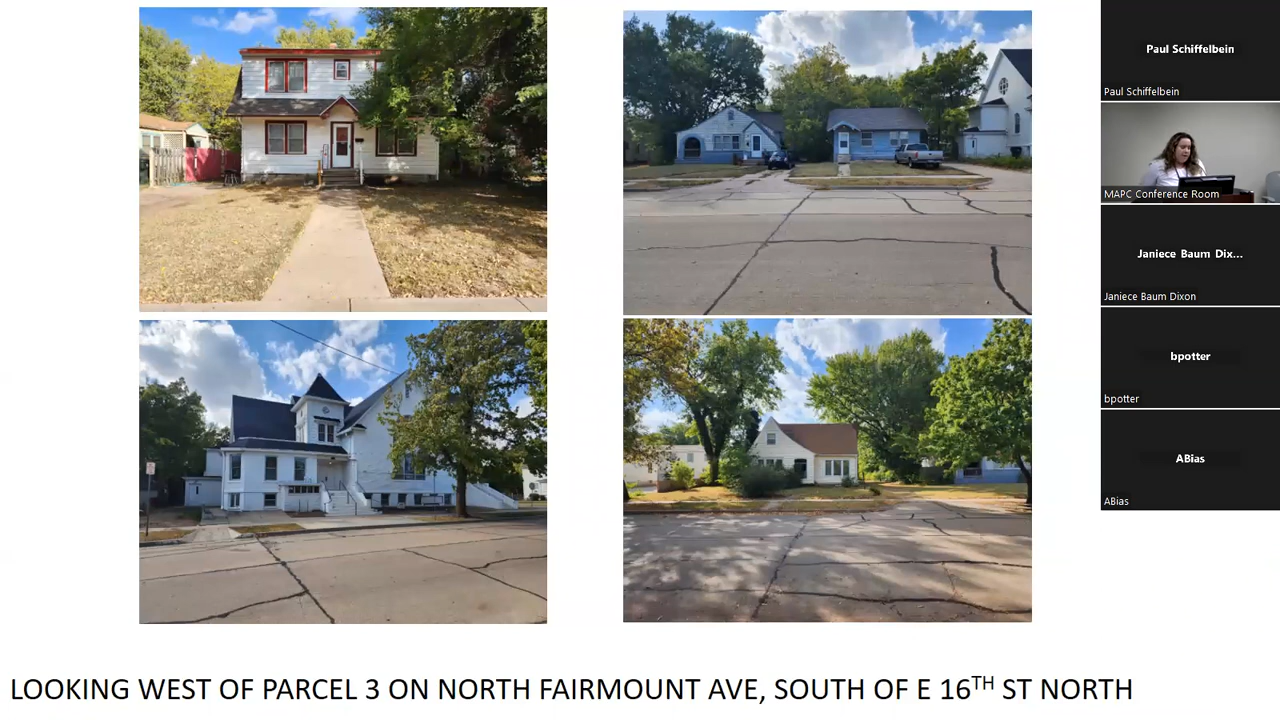 Paul Schiffelbein
Paul Schiffelbein
MAPC Conference Room
Janiece Baum Dix...
Janiece Baum Dixon
bpotter
bpotter
ABias
ABias
LOOKING WEST OF PARCEL 3 ON NORTH FAIRMOUNT AVE, SOUTH OF E 16TH ST NORTH